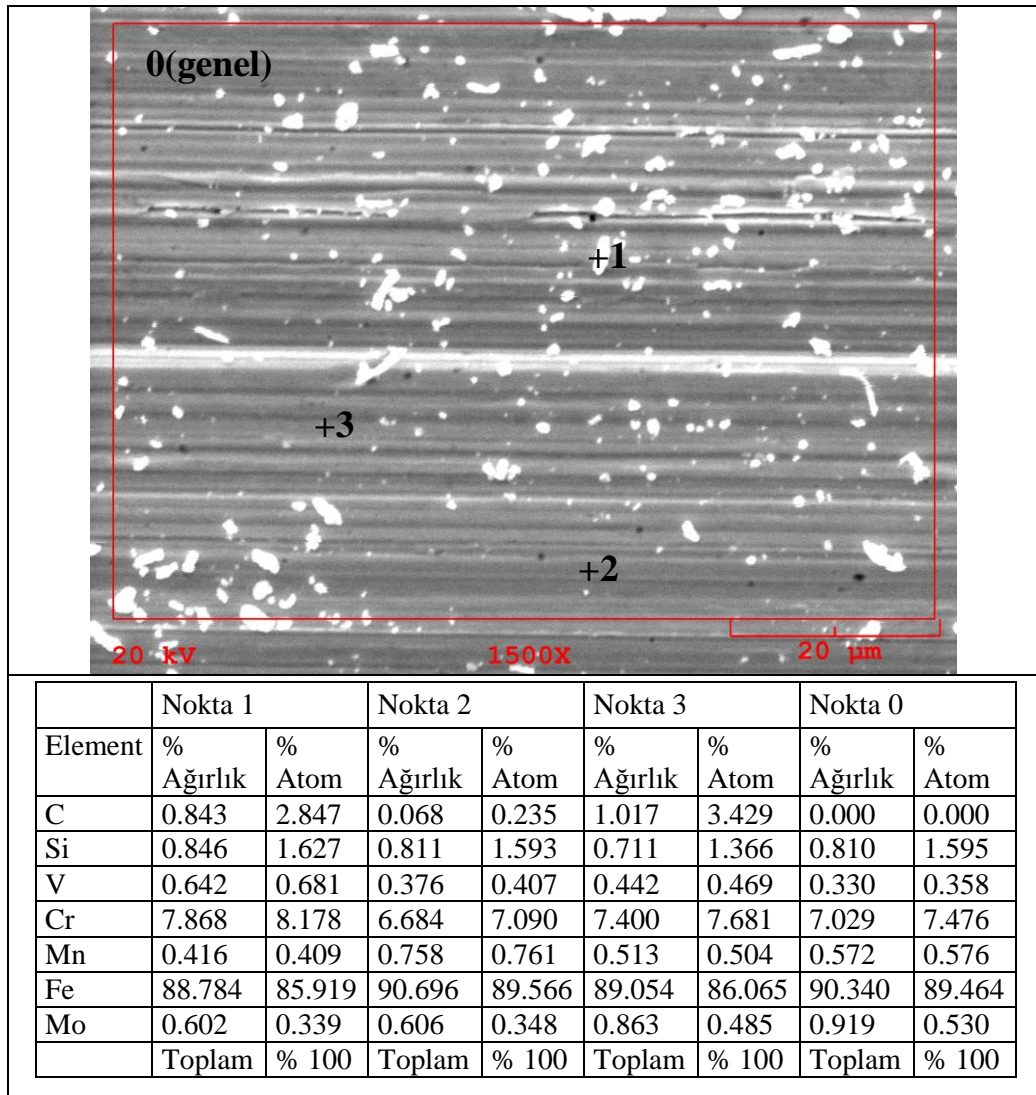 0(genel)
+1
+3
+2
20 kV 1500X 20 µm
Nokta 1 Nokta 2 Nokta 3 Nokta 0
Element % Ağırlık % Atom % Ağırlık % Atom % Ağırlık % Atom % Ağırlık % Atom
C 0.843 2.847 0.068 0.235 1.017 3.429 0.000 0.000
Si 0.846 1.627 0.811 1.593 0.711 1.366 0.810 1.595
V 0.642 0.681 0.376 0.407 0.442 0.469 0.330 0.358
Cr 7.868 8.178 6.684 7.090 7.400 7.681 7.029 7.476
Mn 0.416 0.409 0.758 0.761 0.513 0.504 0.572 0.576
Fe 88.784 85.919 90.696 89.566 89.054 86.065 90.340 89.464
Mo 0.602 0.339 0.606 0.348 0.863 0.485 0.919 0.530
Toplam % 100 Toplam % 100 Toplam % 100 Toplam % 100